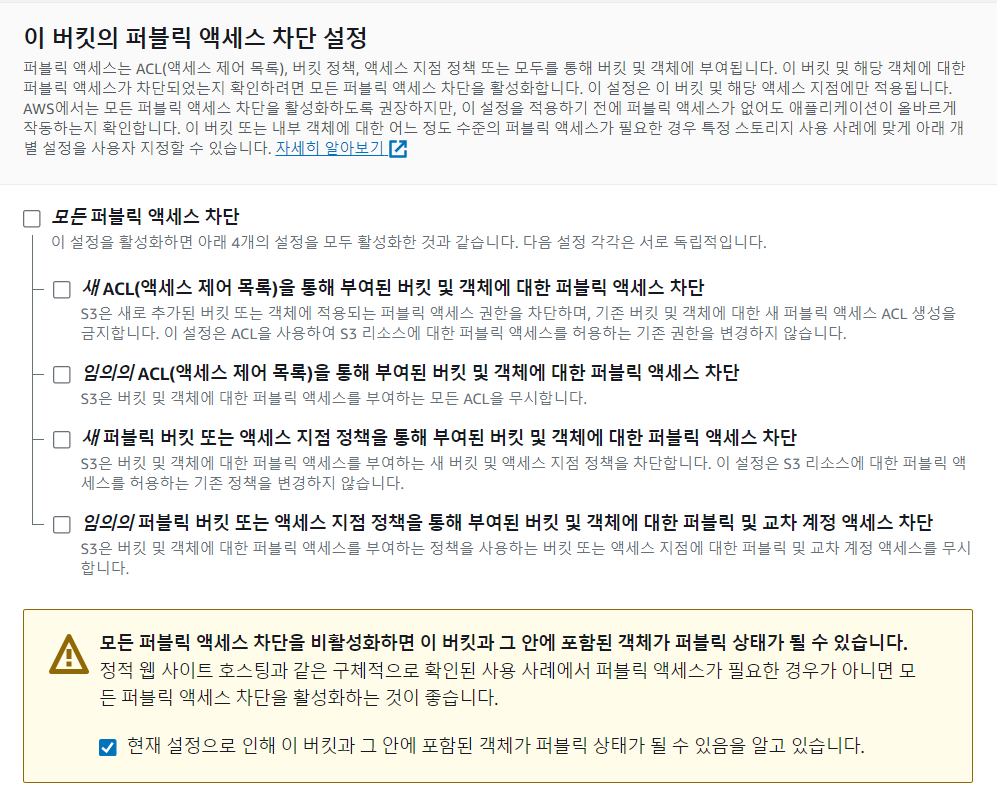 이 버킷의 퍼블릭 액세스 차단 설정
퍼블릭 액세스는 ACL(액세스 제어 목록), 버킷 정책, 액세스 지점 정책 또는 모두를 통해 버킷 및 객체에 부여됩니다. 이 버킷 및 해당 객체에 대한
퍼블릭 액세스가 차단되었는지 확인하려면 모든 퍼블릭 액세스 차단을 활성화합니다. 이 설정은 이 버킷 및 해당 액세스 지점에만 적용됩니다.
AWS에서는 모든 퍼블릭 액세스 차단을 활성화하도록 권장하지만, 이 설정을 적용하기 전에 퍼블릭 액세스가 없어도 애플리케이션이 올바르게
작동하는지 확인합니다. 이 버킷 또는 내부 객체에 대한 어느 정도 수준의 퍼블릭 액세스가 필요한 경우 특정 스토리지 사용 사례에 맞게 아래 개
별 설정을 사용자 지정할 수 있습니다. 자세히 알아보기
모든 퍼블릭 액세스 차단
이 설정을 활성화하면 아래 4개의 설정을 모두 활성화한 것과 같습니다. 다음 설정 각각은 서로 독립적입니다.
새 ACL(액세스 제어 목록)을 통해 부여된 버킷 및 객체에 대한 퍼블릭 액세스 차단
S3은 새로 추가된 버킷 또는 객체에 적용되는 퍼블릭 액세스 권한을 차단하며, 기존 버킷 및 객체에 대한 새 퍼블릭 액세스 ACL 생성을
금지합니다. 이 설정은 ACL을 사용하여 S3 리소스에 대한 퍼블릭 액세스를 허용하는 기존 권한을 변경하지 않습니다.
임의의 ACL(액세스 제어 목록)을 통해 부여된 버킷 및 객체에 대한 퍼블릭 액세스 차단
S3은 버킷 및 객체에 대한 퍼블릭 액세스를 부여하는 모든 ACL을 무시합니다.
새 퍼블릭 버킷 또는 액세스 지점 정책을 통해 부여된 버킷 및 객체에 대한 퍼블릭 액세스 차단
S3은 버킷 및 객체에 대한 퍼블릭 액세스를 부여하는 새 버킷 및 액세스 지점 정책을 차단합니다. 이 설정은 S3 리소스에 대한 퍼블릭 액
세스를 허용하는 기존 정책을 변경하지 않습니다.
임의의 퍼블릭 버킷 또는 액세스 지점 정책을 통해 부여된 버킷 및 객체에 대한 퍼블릭 및 교차 계정 액세스 차단
S3은 버킷 및 객체에 대한 퍼블릭 액세스를 부여하는 정책을 사용하는 버킷 또는 액세스 지점에 대한 퍼블릭 및 교차 계정 액세스를 무시
합니다.
모든 퍼블릭 액세스 차단을 비활성화하면 이 버킷과 그 안에 포함된 객체가 퍼블릭 상태가 될 수 있습니다.
정적 웹 사이트 호스팅과 같은 구체적으로 확인된 사용 사례에서 퍼블릭 액세스가 필요한 경우가 아니면 모
든 퍼블릭 액세스 차단을 활성화하는 것이 좋습니다.
현재 설정으로 인해 이 버킷과 그 안에 포함된 객체가 퍼블릭 상태가 될 수 있음을 알고 있습니다.